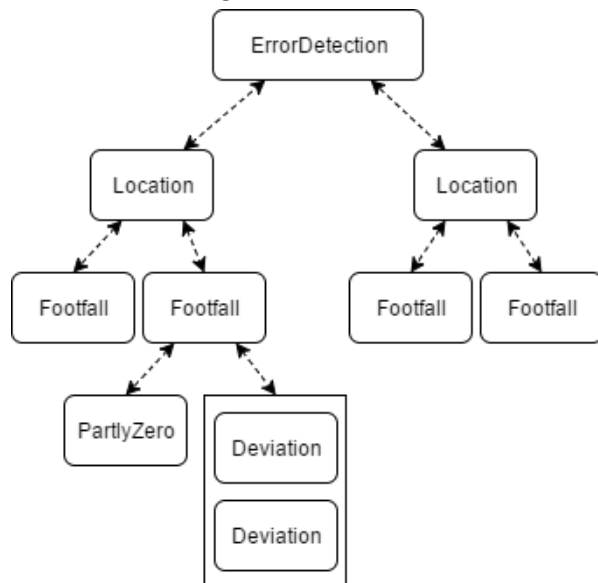 ErrorDetection
Location
Location
Footfall
Footfall
Footfall
Footfall
PartlyZero
Deviation
Deviation